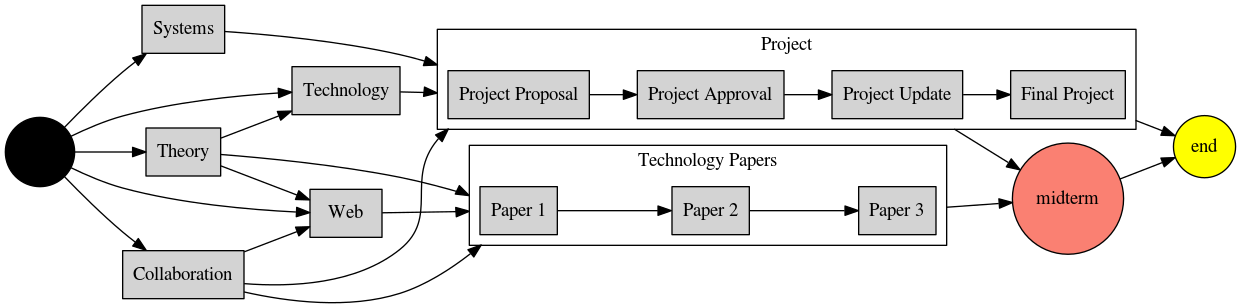 Systems
Technology
Theory
Web
Collaboration
Project
Project Proposal
Project Approval
Project Update
Final Project
Technology Papers
Paper 1
Paper 2
Paper 3
midterm
end